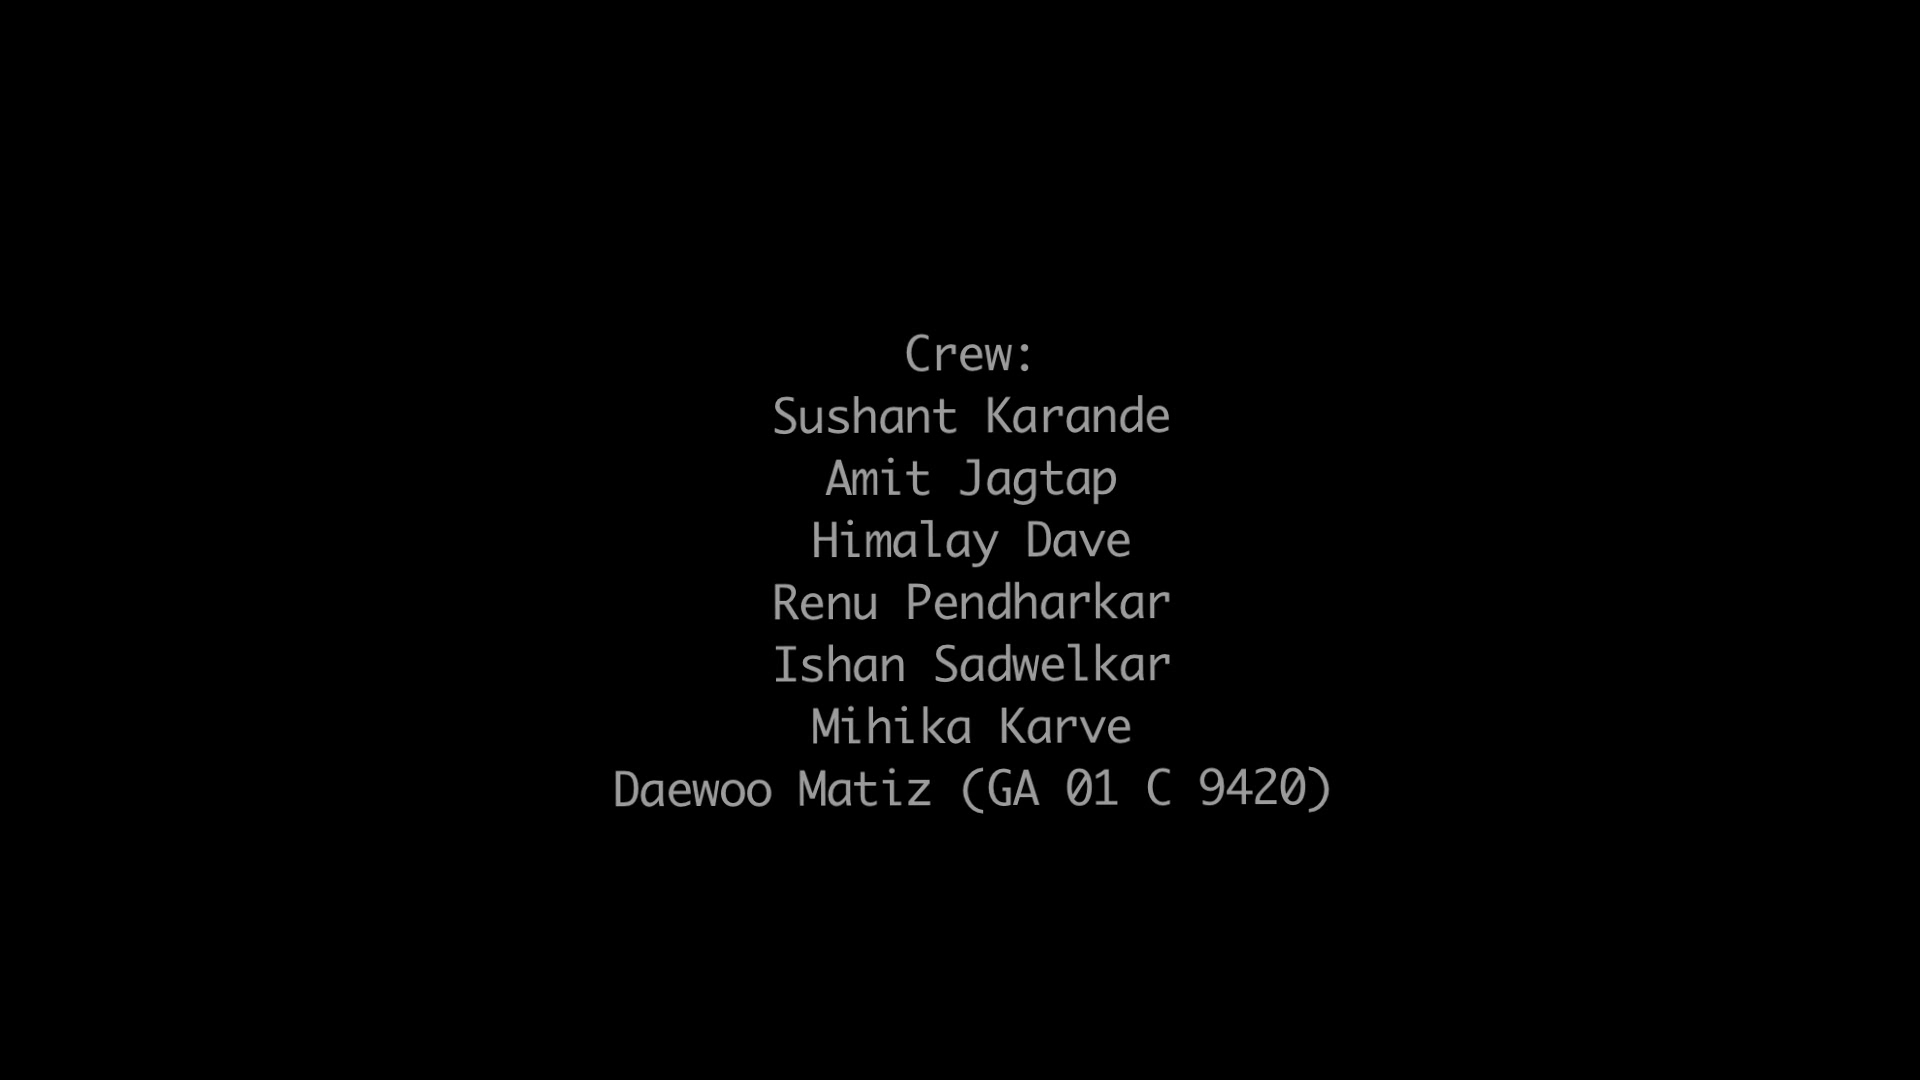 Crew:
Sushant Karande
Amit Jagtap
Himalay Dave
Renu Pendharkar
Ishan Sadwelkar
Mihika Karve
Daewoo Matiz (GA 01 C 9420)